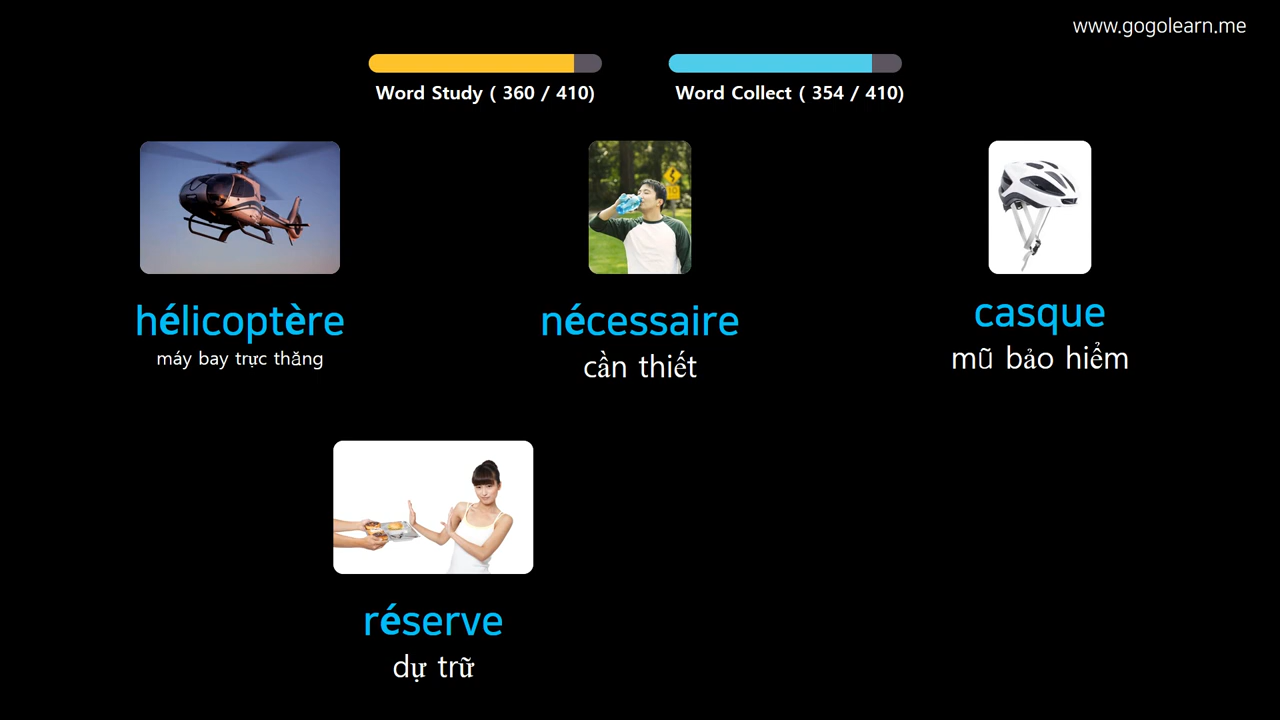 www.gogolearn.me
Word Study ( 360 / 410)
Word Collect ( 354 / 410)
hélicoptère
máy bay trực thăng
nécessaire
cần thiết
casque
mũ bảo hiểm
réserve
dự trữ